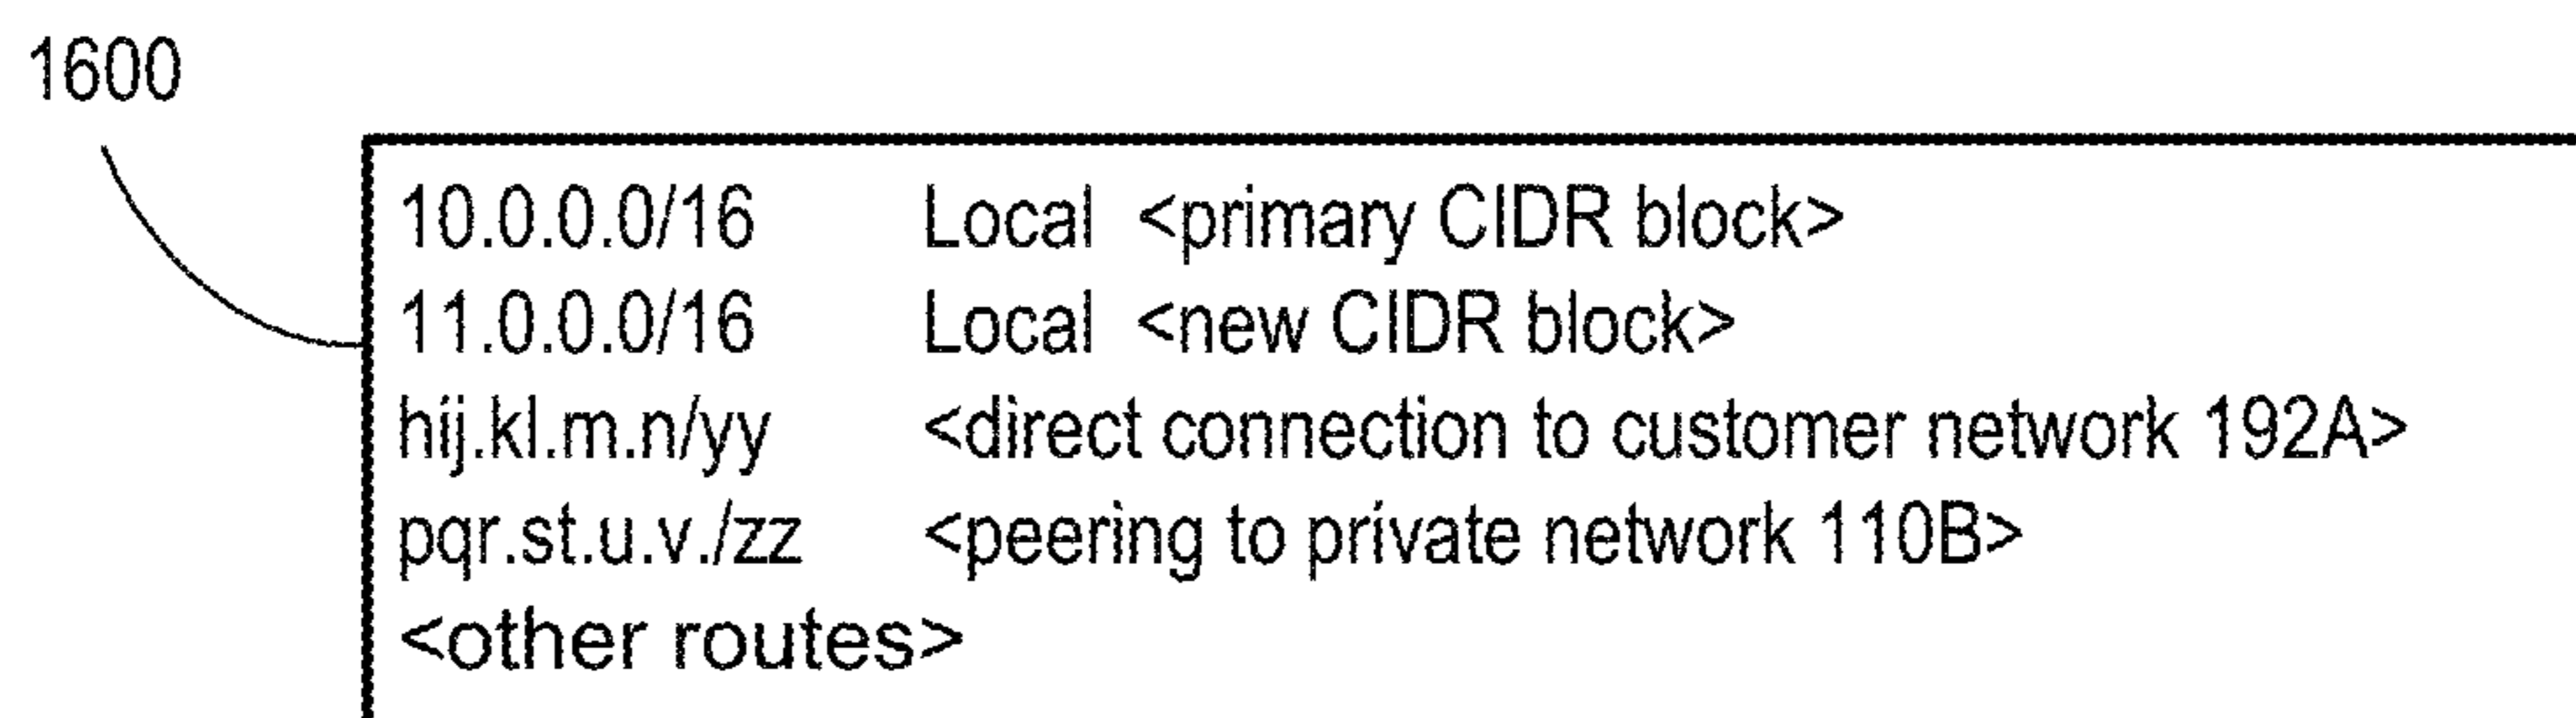 1600
10.0.0.0/16 Local <primary CIDR block>
11.0.0.0/16 Local <new CIDR block>
hij.kl.m.n/yy <direct connection to customer network 192A>
pqr.st.u.v./zz <peering to private network 110B>
<other routes>